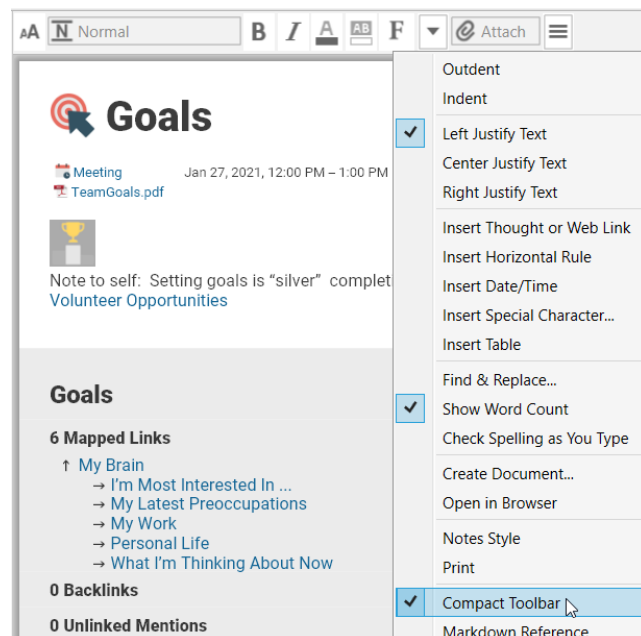 AA N Normal B I A AB F Attach
Goals
Meeting Jan 27, 2021, 12:00 PM – 1:00 PM
TeamGoals.pdf
Note to self: Setting goals is “silver” complet
Volunteer Opportunities
Goals
6 Mapped Links
↑ My Brain
→ I’m Most Interested In ...
→ My Latest Preoccupations
→ My Work
→ Personal Life
→ What I’m Thinking About Now
0 Backlinks
0 Unlinked Mentions
Outdent
Indent
Left Justify Text
Center Justify Text
Right Justify Text
Insert Thought or Web Link
Insert Horizontal Rule
Insert Date/Time
Insert Special Character...
Insert Table
Find & Replace...
Show Word Count
Check Spelling as You Type
Create Document...
Open in Browser
Notes Style
Print
Compact Toolbar
Markdown Reference